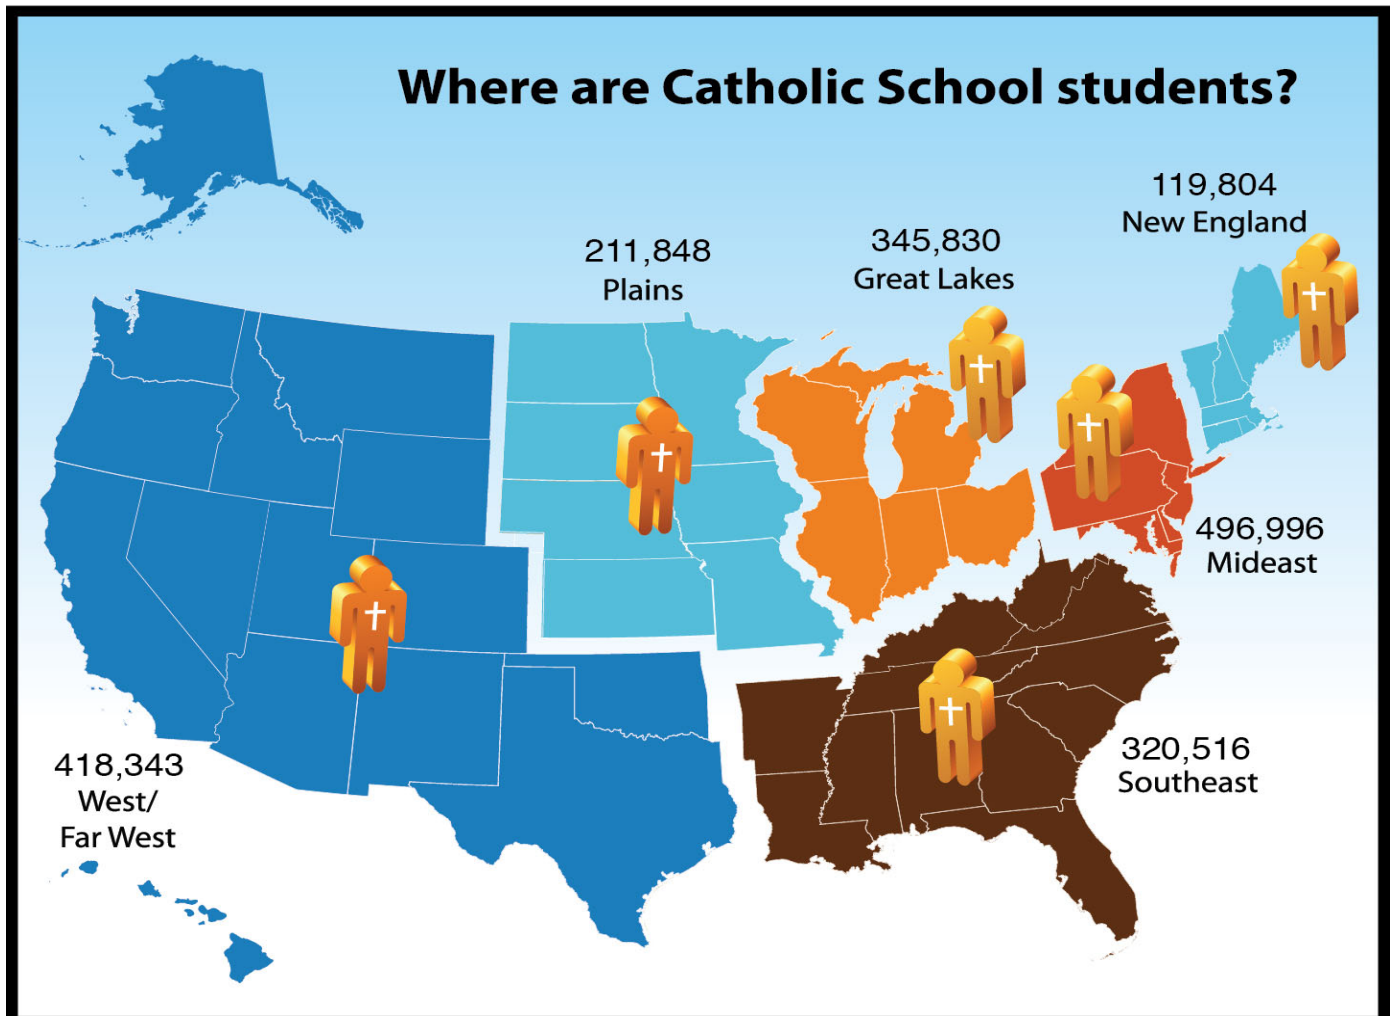 Where are Catholic School students?
119,804
New England
345,830
Great Lakes
211,848
Plains
496,996
Mideast
320,516
Southeast
418,343
West/
Far West